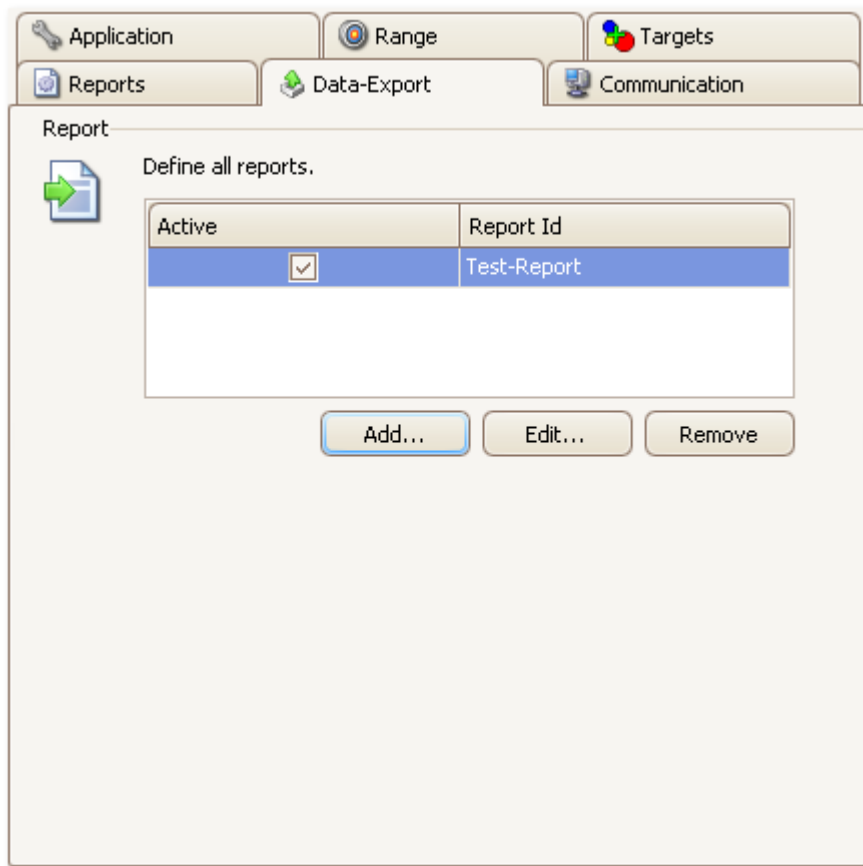 Application Range Targets
Reports Data-Export Communication
Report
Define all reports.
Active Report Id
Test-Report
Add... Edit... Remove